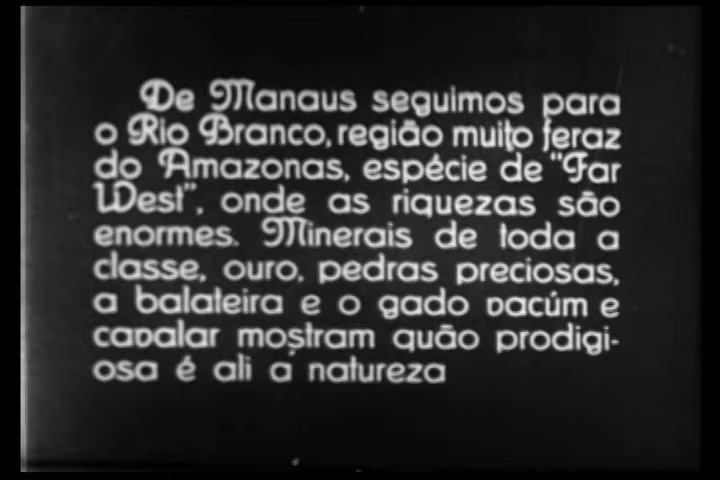 De Manaus seguimos para
o Rio Branco, região muito feraz
do Amazonas, espécie de "Far
West", onde as riquezas são
enormes. Minerais de toda a
classe, ouro, pedras preciosas,
a balateira e o gado vacúm e
cavalar mostram quão prodigi-
osa é ali a natureza